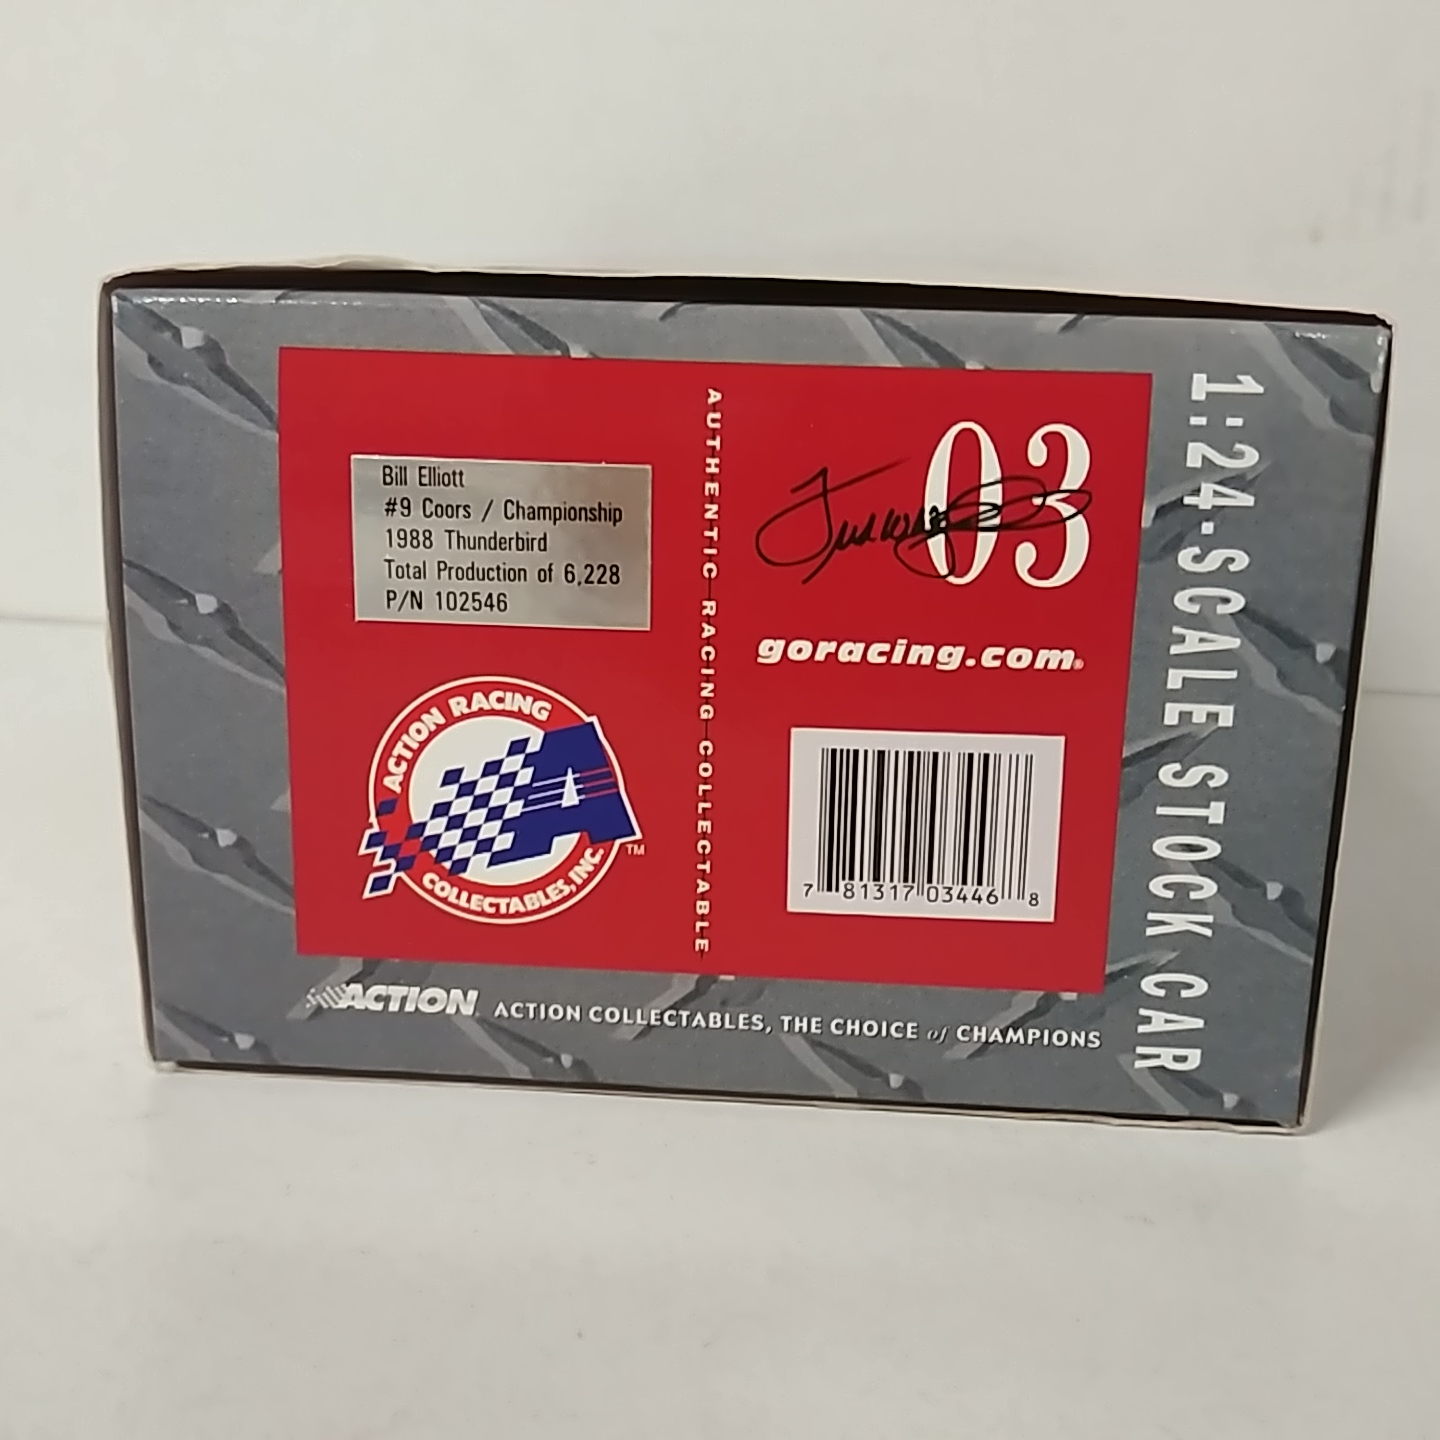 Bill Elliott
#9 Coors / Championship
1988 Thunderbird
Total Production of 6,228
P/N 102546
ACTION RACING
COLLECTABLES, INC.
TM
AUTHENTIC RACING COLLECTABLE
03
goracing.com®
7 81317 03446 8
1:24-SCALE STOCK CAR
ACTION
ACTION COLLECTABLES, THE CHOICE of CHAMPIONS